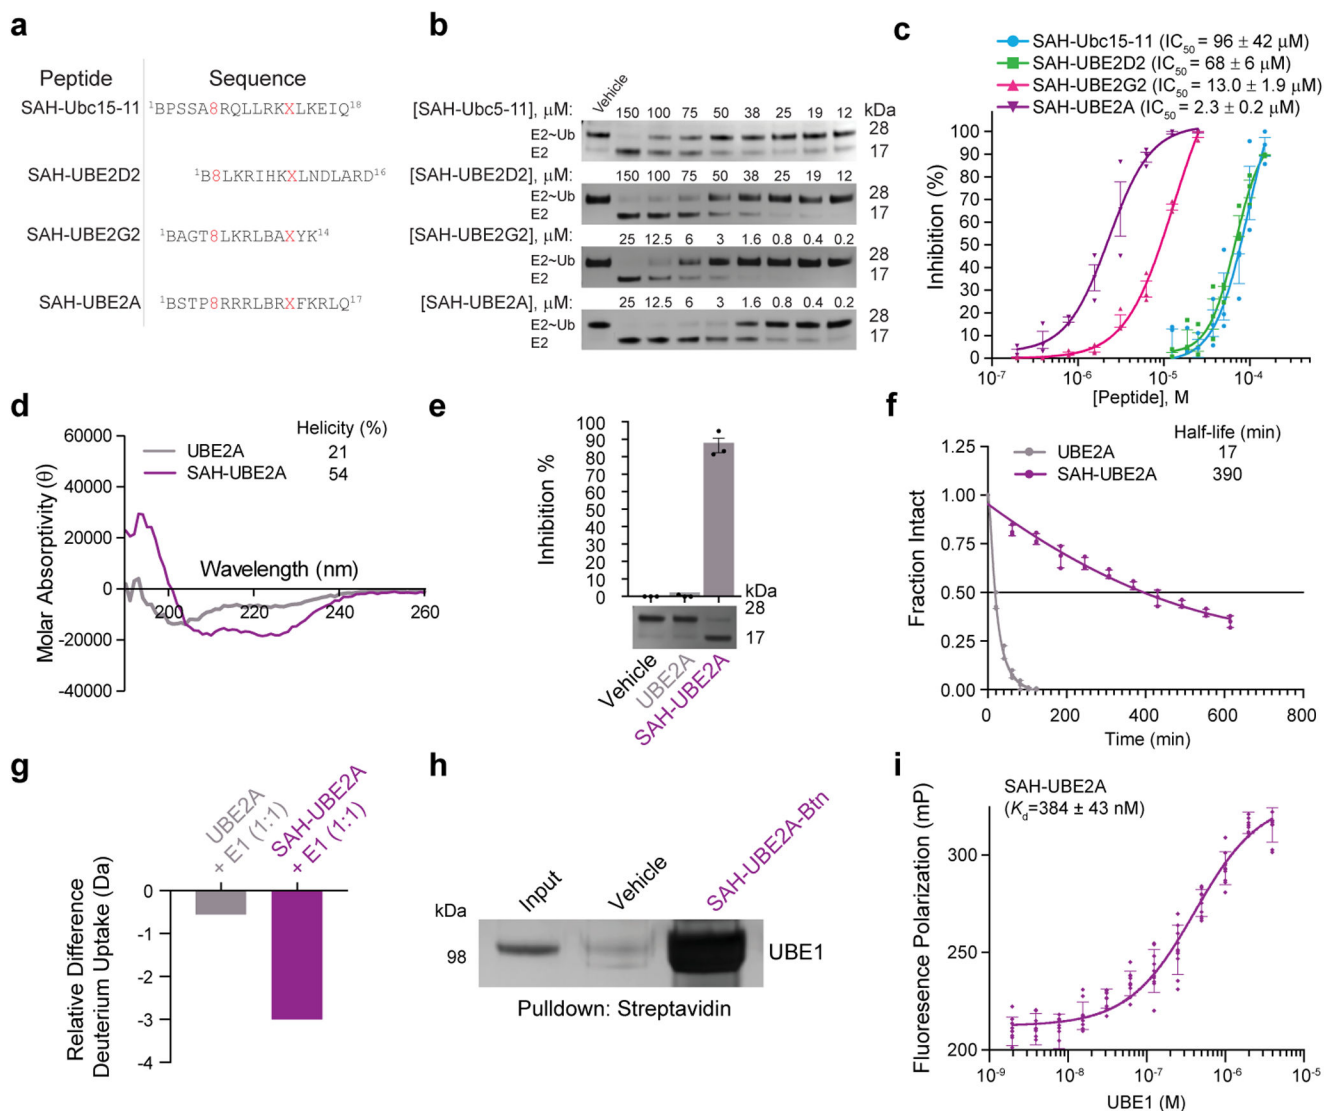 a
Peptide Sequence
SAH-Ubc15-11 ¹BPSSA8RQLLRKXLKEIQ¹⁸
SAH-UBE2D2 ¹B8LKRIHKXLNDLARD¹⁶
SAH-UBE2G2 ¹BAGT8LKRLBAXYK¹⁴
SAH-UBE2A ¹BSTP8RRRLBRXFKRLQ¹⁷
b
Vehicle
[SAH-Ubc5-11], μM: 150 100 75 50 38 25 19 12 kDa
E2~Ub 28
E2 17
[SAH-UBE2D2], μM: 150 100 75 50 38 25 19 12
E2~Ub 28
E2 17
[SAH-UBE2G2], μM: 25 12.5 6 3 1.6 0.8 0.4 0.2
E2~Ub 28
E2 17
[SAH-UBE2A], μM: 25 12.5 6 3 1.6 0.8 0.4 0.2
E2~Ub 28
E2 17
c
SAH-Ubc15-11 (IC₅₀ = 96 ± 42 μM)
SAH-UBE2D2 (IC₅₀ = 68 ± 6 μM)
SAH-UBE2G2 (IC₅₀ = 13.0 ± 1.9 μM)
SAH-UBE2A (IC₅₀ = 2.3 ± 0.2 μM)
Inhibition (%)
100
90
80
70
60
50
40
30
20
10
0
10⁻⁷ 10⁻⁶ 10⁻⁵ 10⁻⁴
[Peptide], M
d
Helicity (%)
UBE2A 21
SAH-UBE2A 54
Molar Absorptivity (θ)
60000
40000
20000
0
-20000
-40000
Wavelength (nm)
200 220 240 260
e
Inhibition %
100
90
80
70
60
50
40
30
20
10
0
kDa
28
17
Vehicle
UBE2A
SAH-UBE2A
f
Half-life (min)
UBE2A 17
SAH-UBE2A 390
Fraction Intact
1.25
1.00
0.75
0.50
0.25
0.00
0 200 400 600 800
Time (min)
g
UBE2A
+ E1 (1:1)
SAH-UBE2A
+ E1 (1:1)
Relative Difference
Deuterium Uptake (Da)
0
-1
-2
-3
-4
h
Input
Vehicle
SAH-UBE2A-Btn
kDa
98
UBE1
Pulldown: Streptavidin
i
SAH-UBE2A
(Kd=384 ± 43 nM)
Fluoresence Polarization (mP)
300
250
200
10⁻⁹ 10⁻⁸ 10⁻⁷ 10⁻⁶ 10⁻⁵
UBE1 (M)